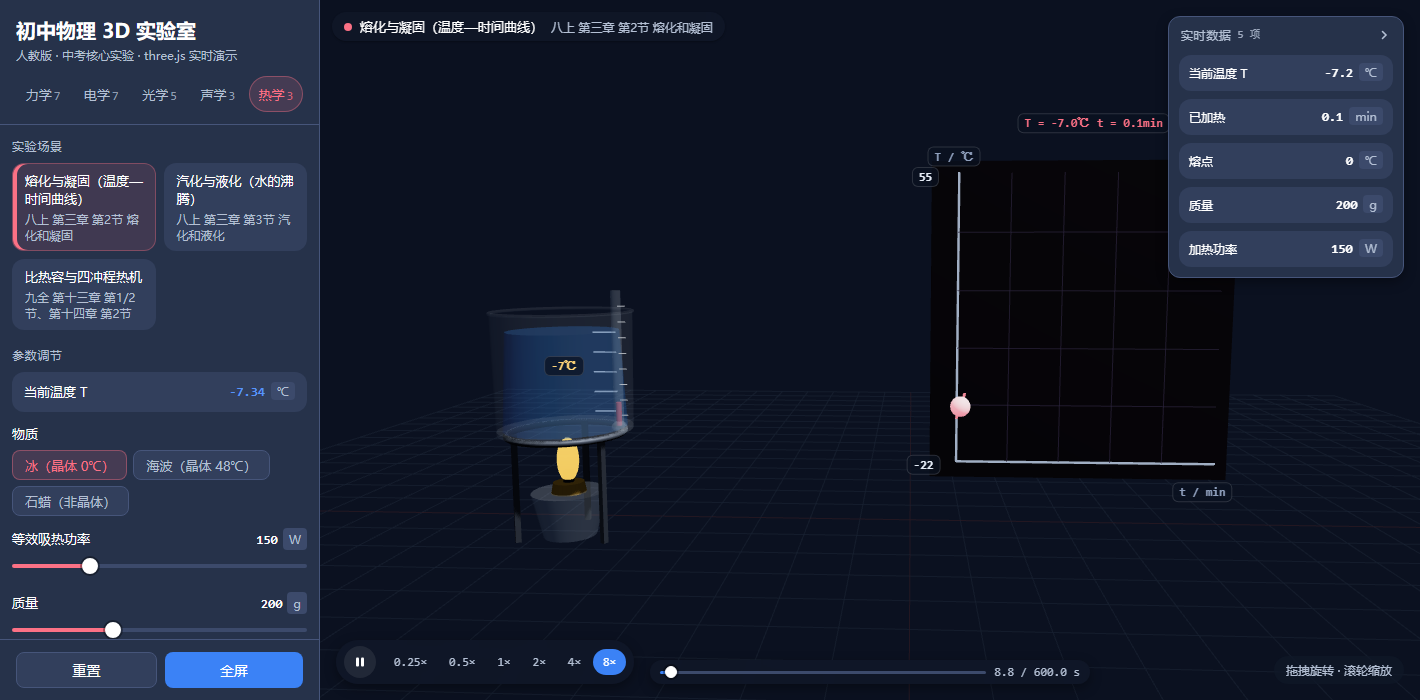 初中物理 3D 实验室
人教版 · 中考核心实验 · three.js 实时演示
力学 7 电学 7 光学 5 声学 3 热学 3
实验场景
熔化与凝固（温度—
时间曲线）
八上 第三章 第2节 熔
化和凝固
汽化与液化（水的沸
腾）
八上 第三章 第3节 汽
化和液化
比热容与四冲程热机
九全 第十三章 第1/2
节、第十四章 第2节
参数调节
当前温度 T -7.34 ℃
物质
冰（晶体 0℃） 海波（晶体 48℃）
石蜡（非晶体）
等效吸热功率 150 W
质量 200 g
重置 全屏
熔化与凝固（温度—时间曲线） 八上 第三章 第2节 熔化和凝固
T = -7.0℃ t = 0.1min
T / ℃
55
-7℃
-22
t / min
实时数据 5 项
当前温度 T -7.2 ℃
已加热 0.1 min
熔点 0 ℃
质量 200 g
加热功率 150 W
0.25× 0.5× 1× 2× 4× 8×
8.8 / 600.0 s
拖拽旋转 · 滚轮缩放